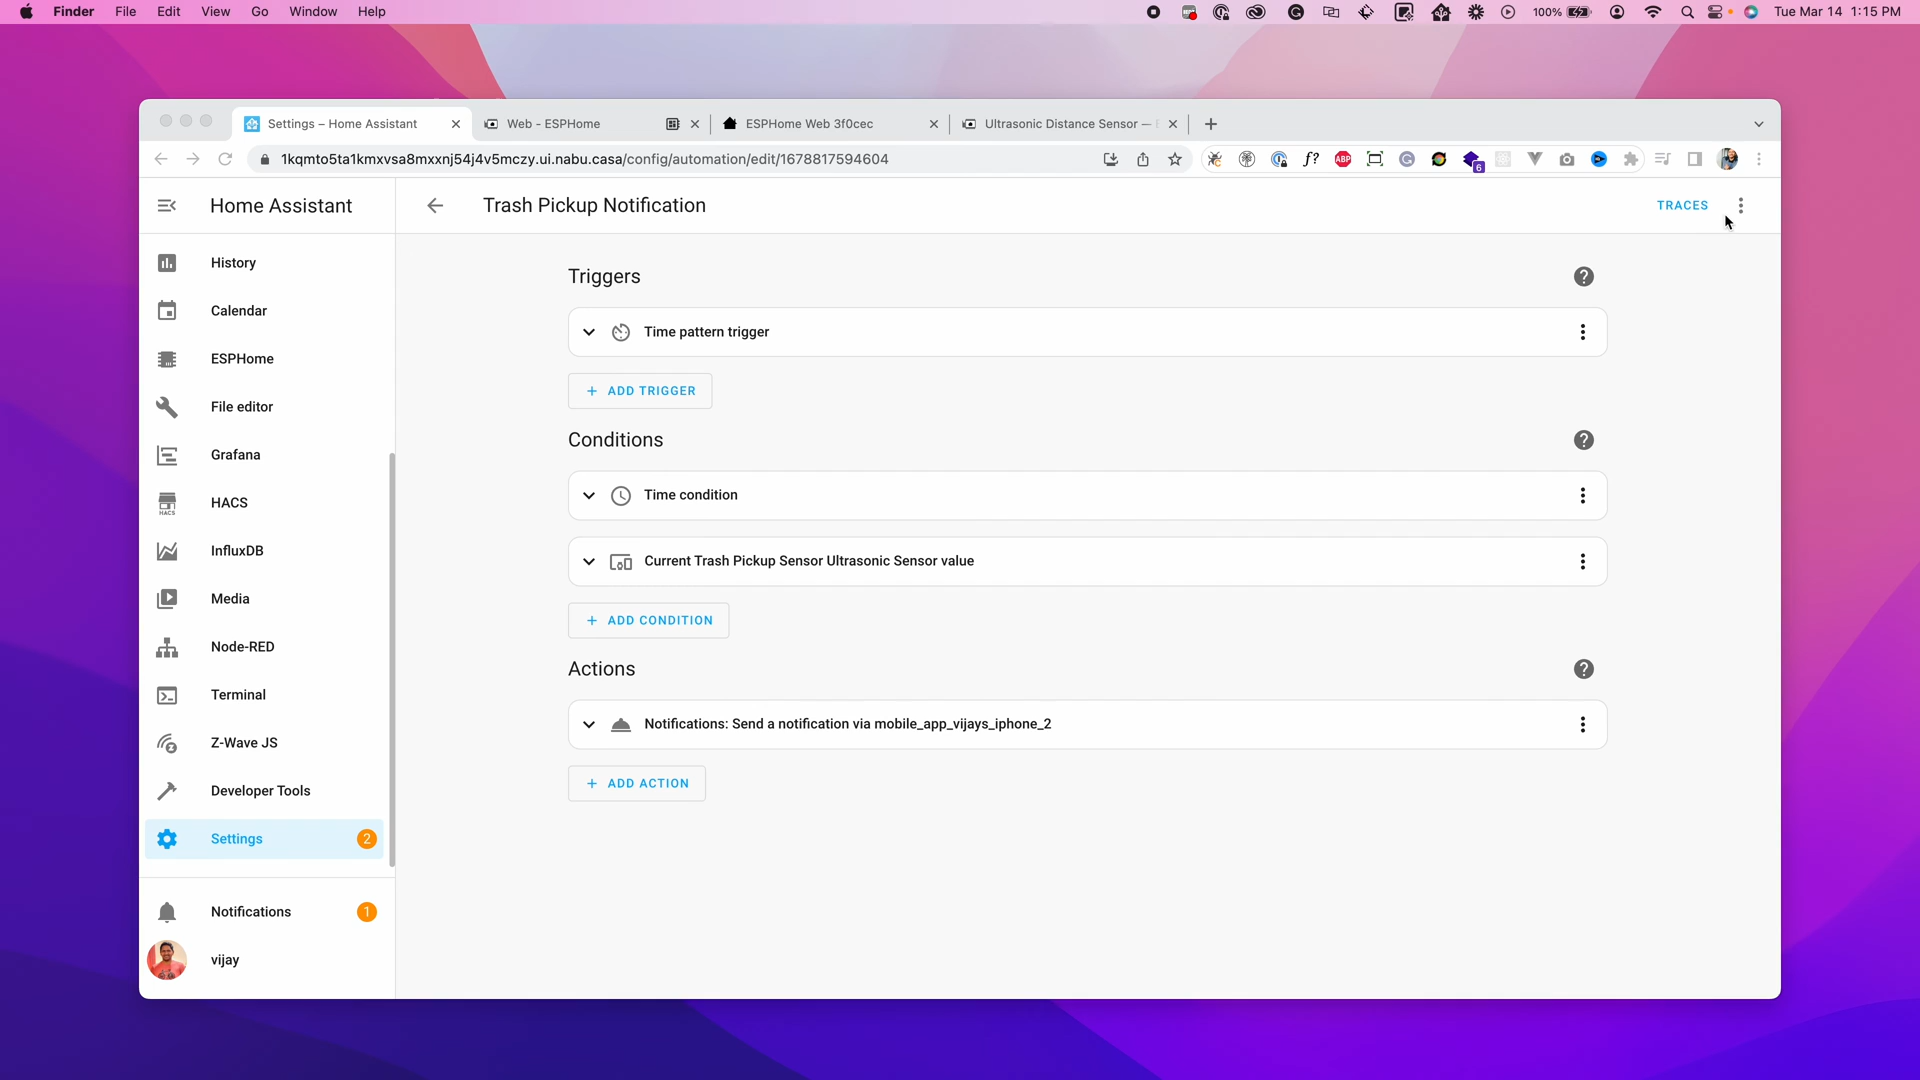 Finder File Edit View Go Window Help
100% Tue Mar 14 1:15 PM
Settings – Home Assistant
Web - ESPHome
ESPHome Web 3f0cec
Ultrasonic Distance Sensor —
1kqmto5ta1kmxvsa8mxxnj54j4v5mczy.ui.nabu.casa/config/automation/edit/1678817594604
f?
ABP
6
Home Assistant
Trash Pickup Notification
TRACES
History
Calendar
ESPHome
File editor
Grafana
HACS
HACS
InfluxDB
Media
Node-RED
Terminal
Z-Wave JS
Developer Tools
Settings 2
Notifications 1
vijay
Triggers
Time pattern trigger
+ ADD TRIGGER
Conditions
Time condition
Current Trash Pickup Sensor Ultrasonic Sensor value
+ ADD CONDITION
Actions
Notifications: Send a notification via mobile_app_vijays_iphone_2
+ ADD ACTION